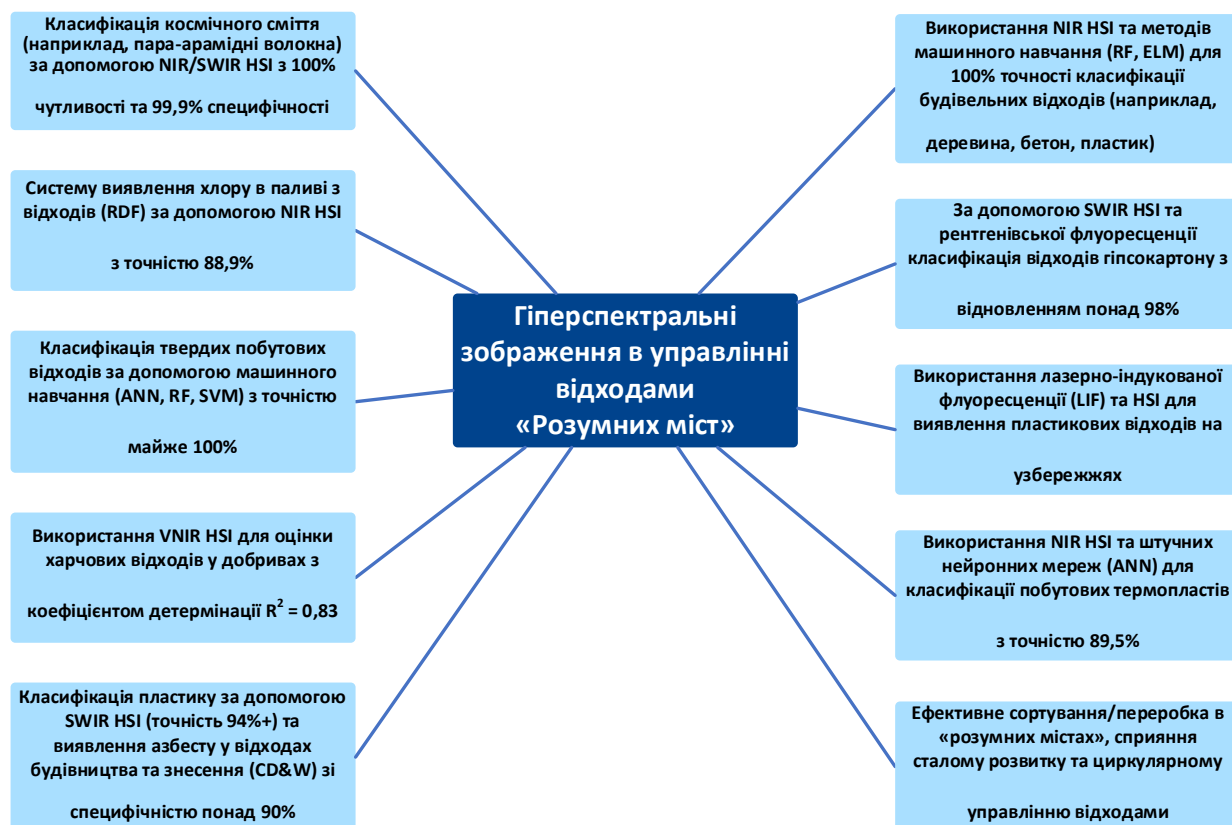 Класифікація космічного сміття
(наприклад, пара-арамідні волокна)
за допомогою NIR/SWIR HSI з 100%
чутливості та 99,9% специфічності
Систему виявлення хлору в паливі з
відходів (RDF) за допомогою NIR HSI
з точністю 88,9%
Класифікація твердих побутових
відходів за допомогою машинного
навчання (ANN, RF, SVM) з точністю
майже 100%
Використання VNIR HSI для оцінки
харчових відходів у добривах з
коефіцієнтом детермінації R² = 0,83
Класифікація пластику за допомогою
SWIR HSI (точність 94%+) та
виявлення азбесту у відходах
будівництва та знесення (CD&W) зі
специфічністю понад 90%
Гіперспектральні
зображення в управлінні
відходами
«Розумних міст»
Використання NIR HSI та методів
машинного навчання (RF, ELM) для
100% точності класифікації
будівельних відходів (наприклад,
деревина, бетон, пластик)
За допомогою SWIR HSI та
рентгенівської флуоресценції
класифікація відходів гіпсокартону з
відновленням понад 98%
Використання лазерно-індукованої
флуоресценції (LIF) та HSI для
виявлення пластикових відходів на
узбережжях
Використання NIR HSI та штучних
нейронних мереж (ANN) для
класифікації побутових термопластів
з точністю 89,5%
Ефективне сортування/переробка в
«розумних містах», сприяння
сталому розвитку та циркулярному
управлінню відходами